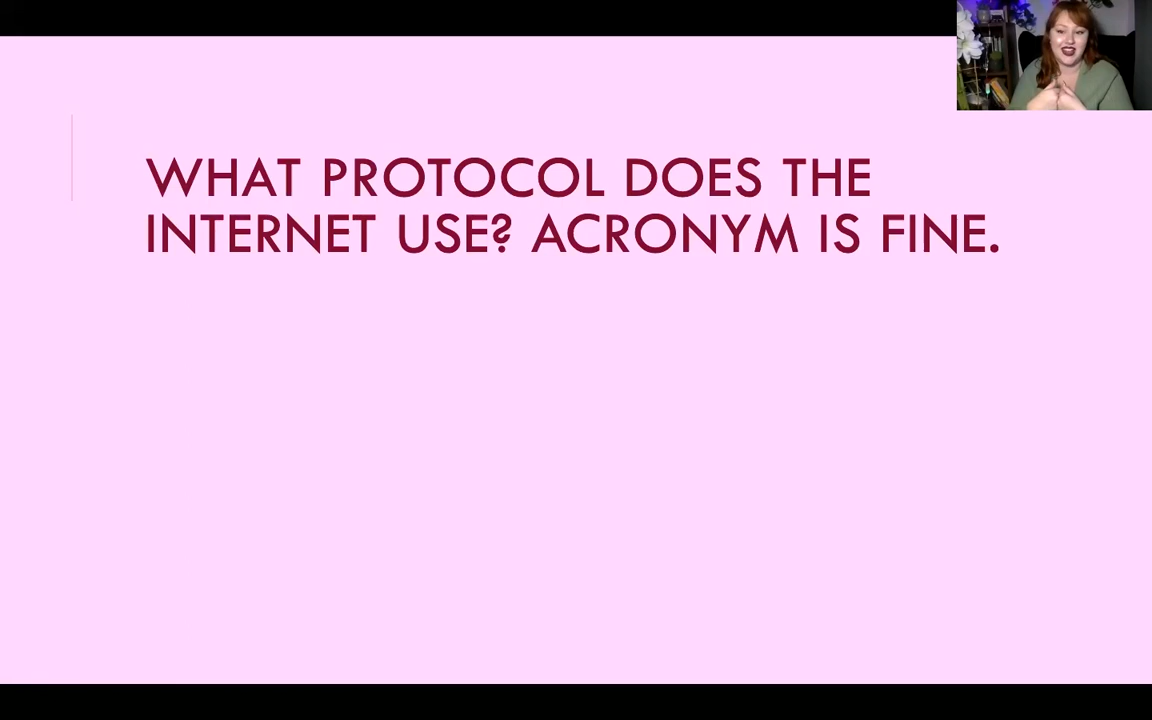 WHAT PROTOCOL DOES THE
INTERNET USE? ACRONYM IS FINE.